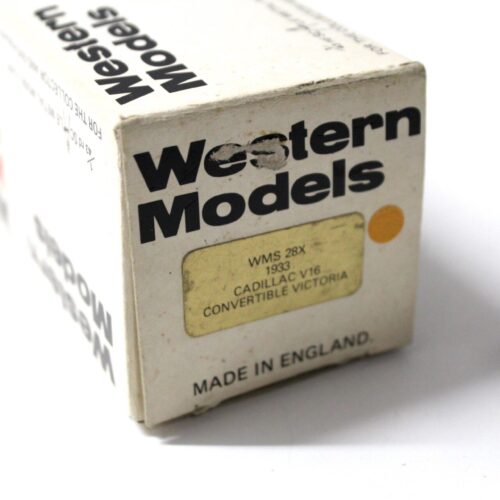 Western
Models
FOR THE COLLECTOR
Western
Models
WMS 28X
1933
CADILLAC V16
CONVERTIBLE VICTORIA
MADE IN ENGLAND.
Western
Models